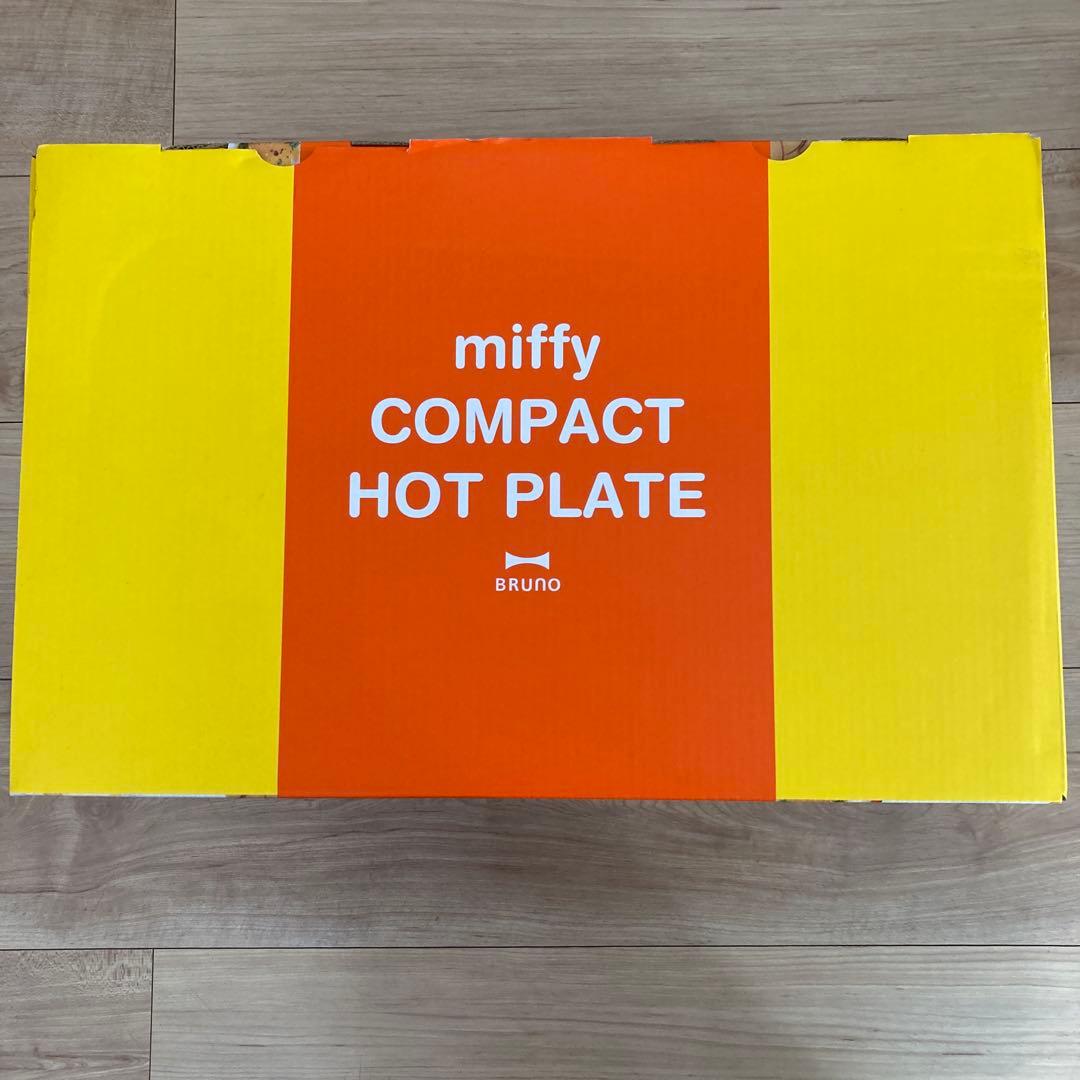 miffy
COMPACT
HOT PLATE
BRUNO